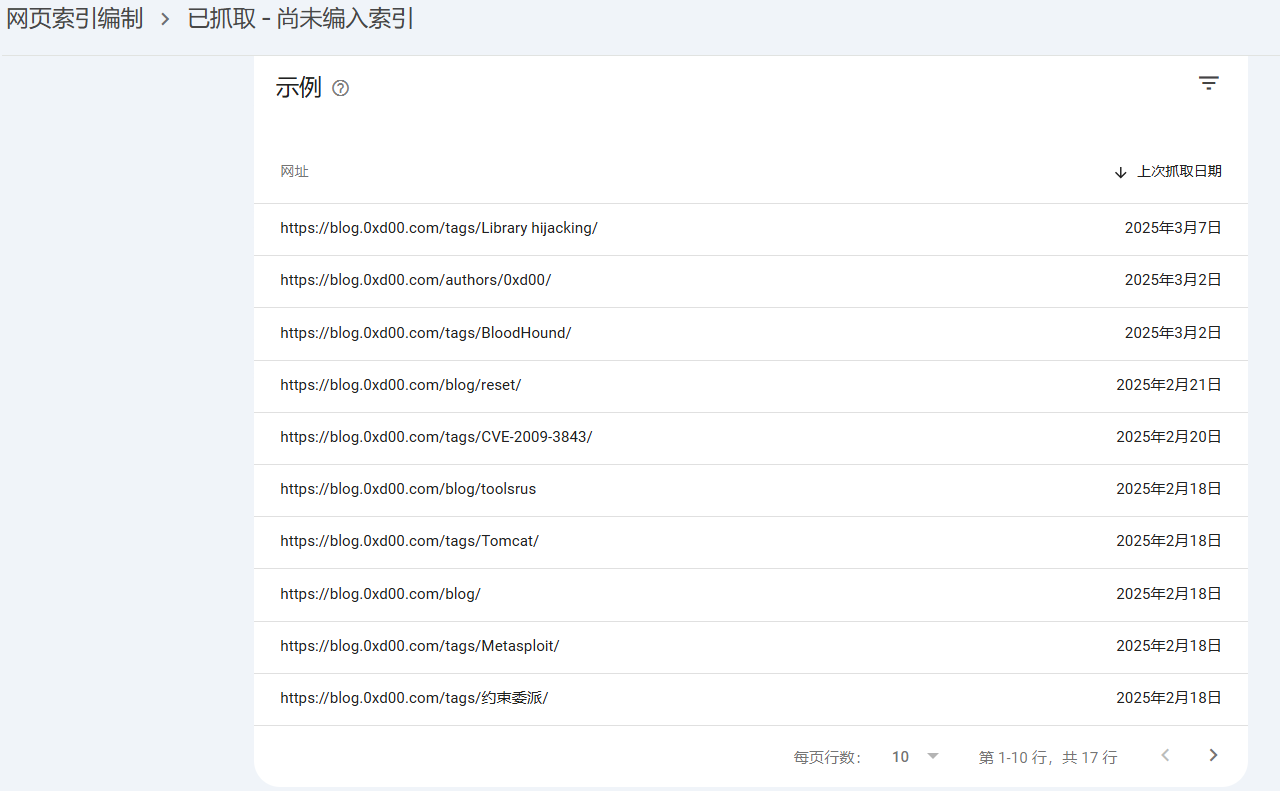 网页索引编制 > 已抓取 - 尚未编入索引
示例
网址 上次抓取日期
https://blog.0xd00.com/tags/Library hijacking/ 2025年3月7日
https://blog.0xd00.com/authors/0xd00/ 2025年3月2日
https://blog.0xd00.com/tags/BloodHound/ 2025年3月2日
https://blog.0xd00.com/blog/reset/ 2025年2月21日
https://blog.0xd00.com/tags/CVE-2009-3843/ 2025年2月20日
https://blog.0xd00.com/blog/toolsrus 2025年2月18日
https://blog.0xd00.com/tags/Tomcat/ 2025年2月18日
https://blog.0xd00.com/blog/ 2025年2月18日
https://blog.0xd00.com/tags/Metasploit/ 2025年2月18日
https://blog.0xd00.com/tags/约束委派/ 2025年2月18日
每页行数: 10 第 1-10 行，共 17 行